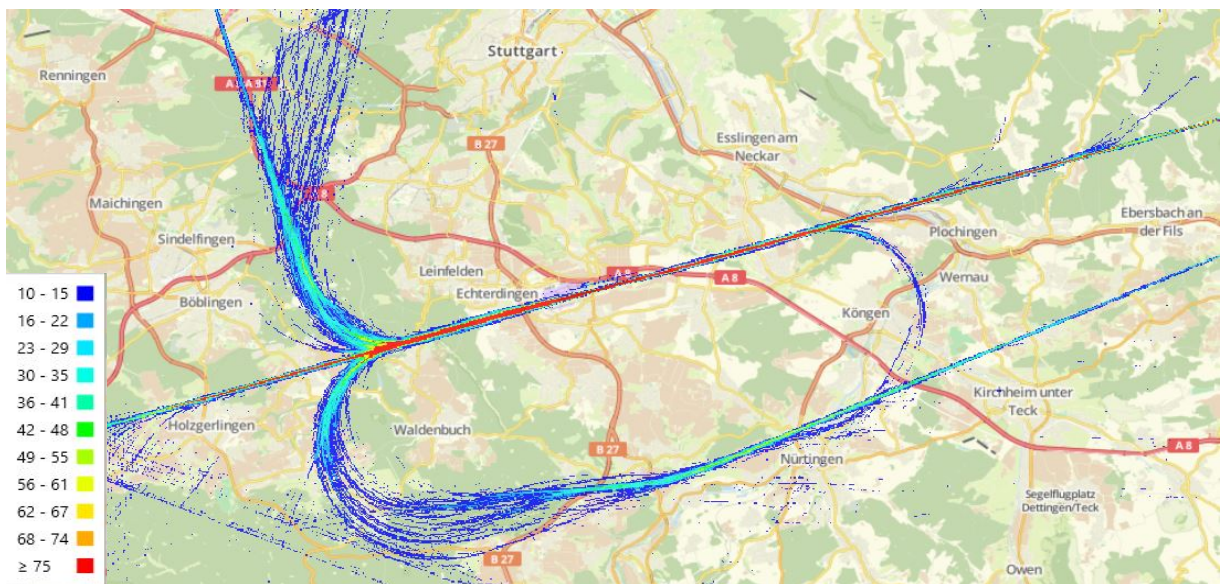 Stuttgart
Renningen
A 81
B 27
Esslingen am
Neckar
Maichingen
8
Sindelfingen
Plochingen
Ebersbach an
der Fils
Leinfelden
Echterdingen
A 8
A 8
Wernau
Böblingen
Köngen
Kirchheim unter
Teck
Holzgerlingen
Waldenbuch
B 27
Nürtingen
A 8
Segelflugplatz
Dettingen/Teck
B 27
Owen
10 - 15
16 - 22
23 - 29
30 - 35
36 - 41
42 - 48
49 - 55
56 - 61
62 - 67
68 - 74
≥ 75